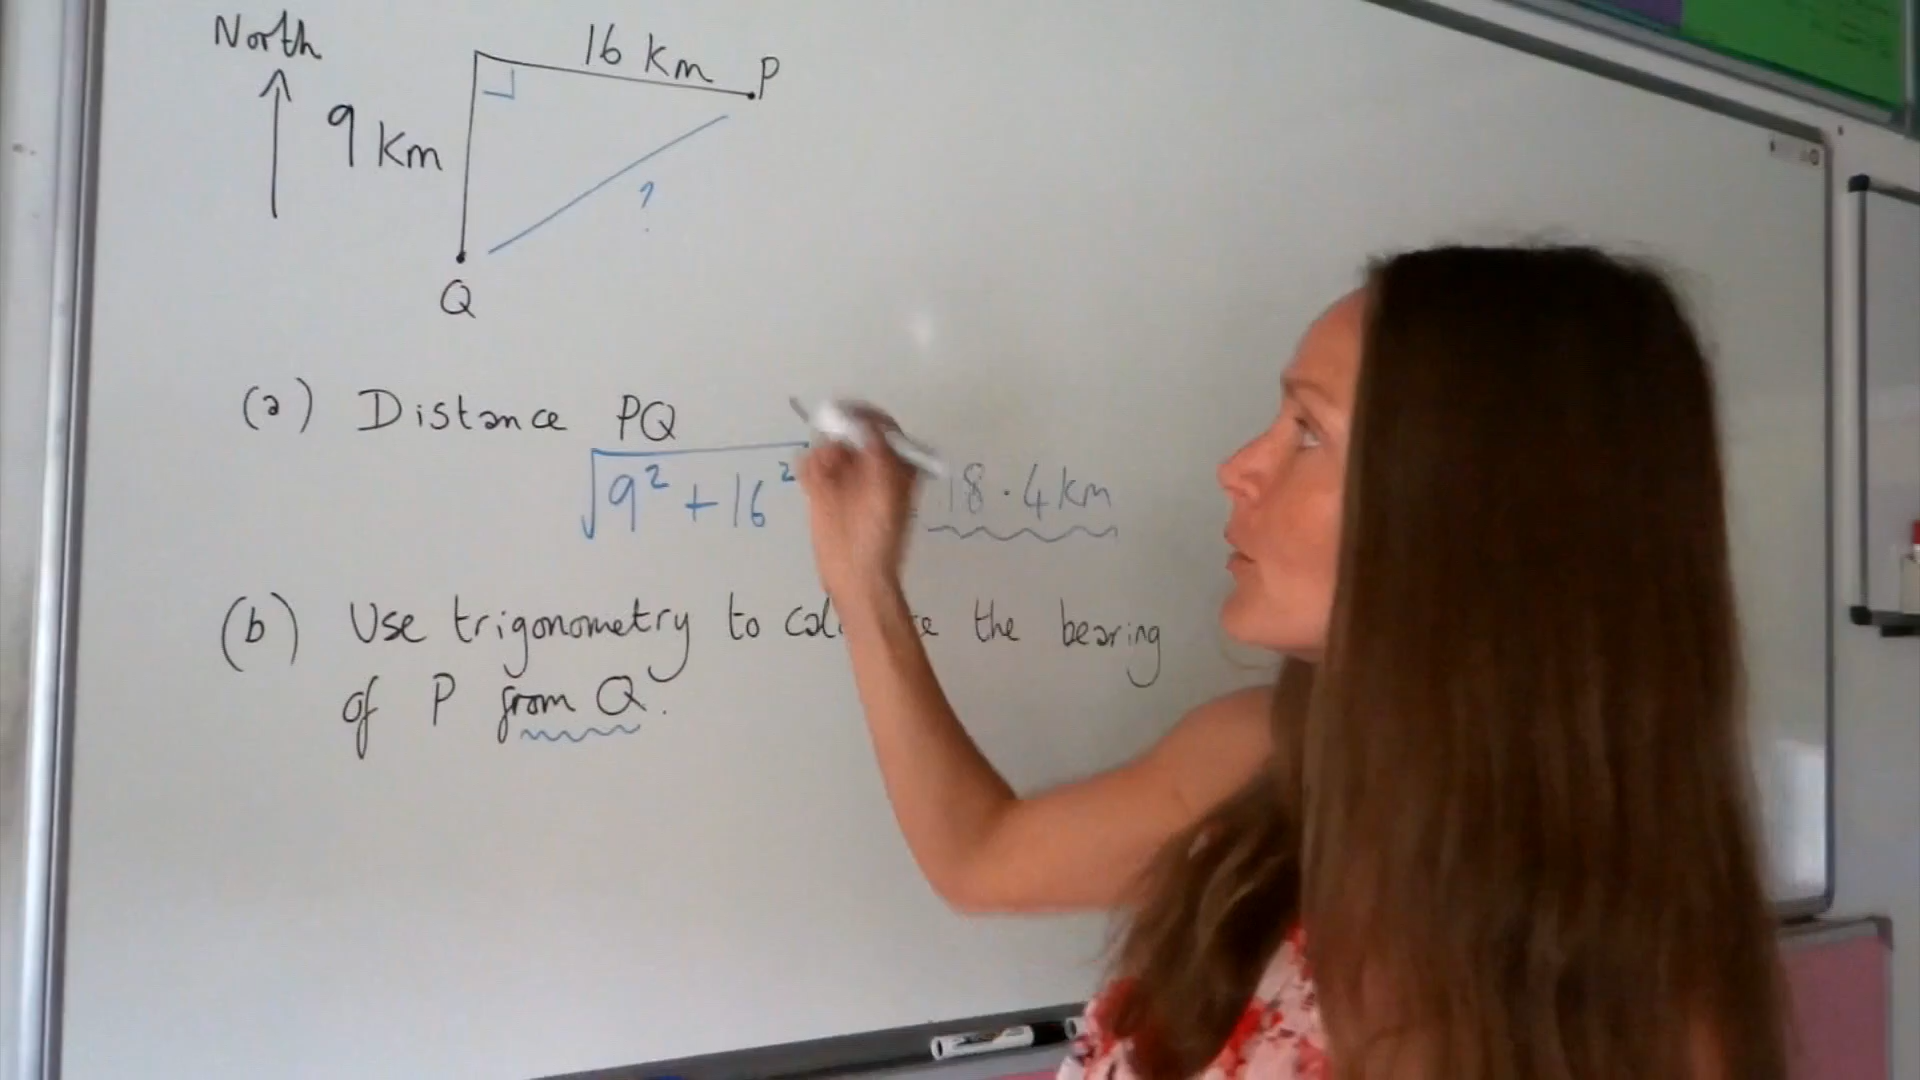 North
16 km P
9 km
?
Q
(a) Distance PQ
√9² + 16² 18.4 km
(b) Use trigonometry to the bearing
of P from Q.